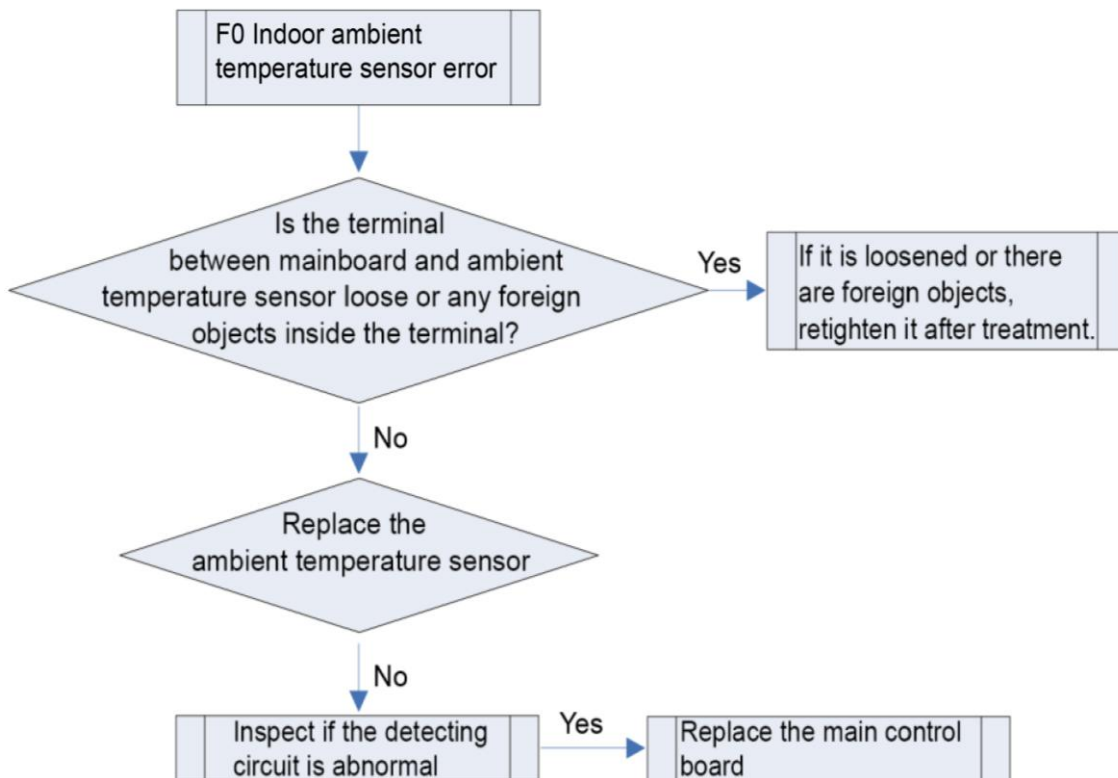 F0 Indoor ambient
temperature sensor error
Is the terminal
between mainboard and ambient
temperature sensor loose or any foreign
objects inside the terminal?
Yes
If it is loosened or there
are foreign objects,
retighten it after treatment.
No
Replace the
ambient temperature sensor
No
Inspect if the detecting
circuit is abnormal
Yes
Replace the main control
board